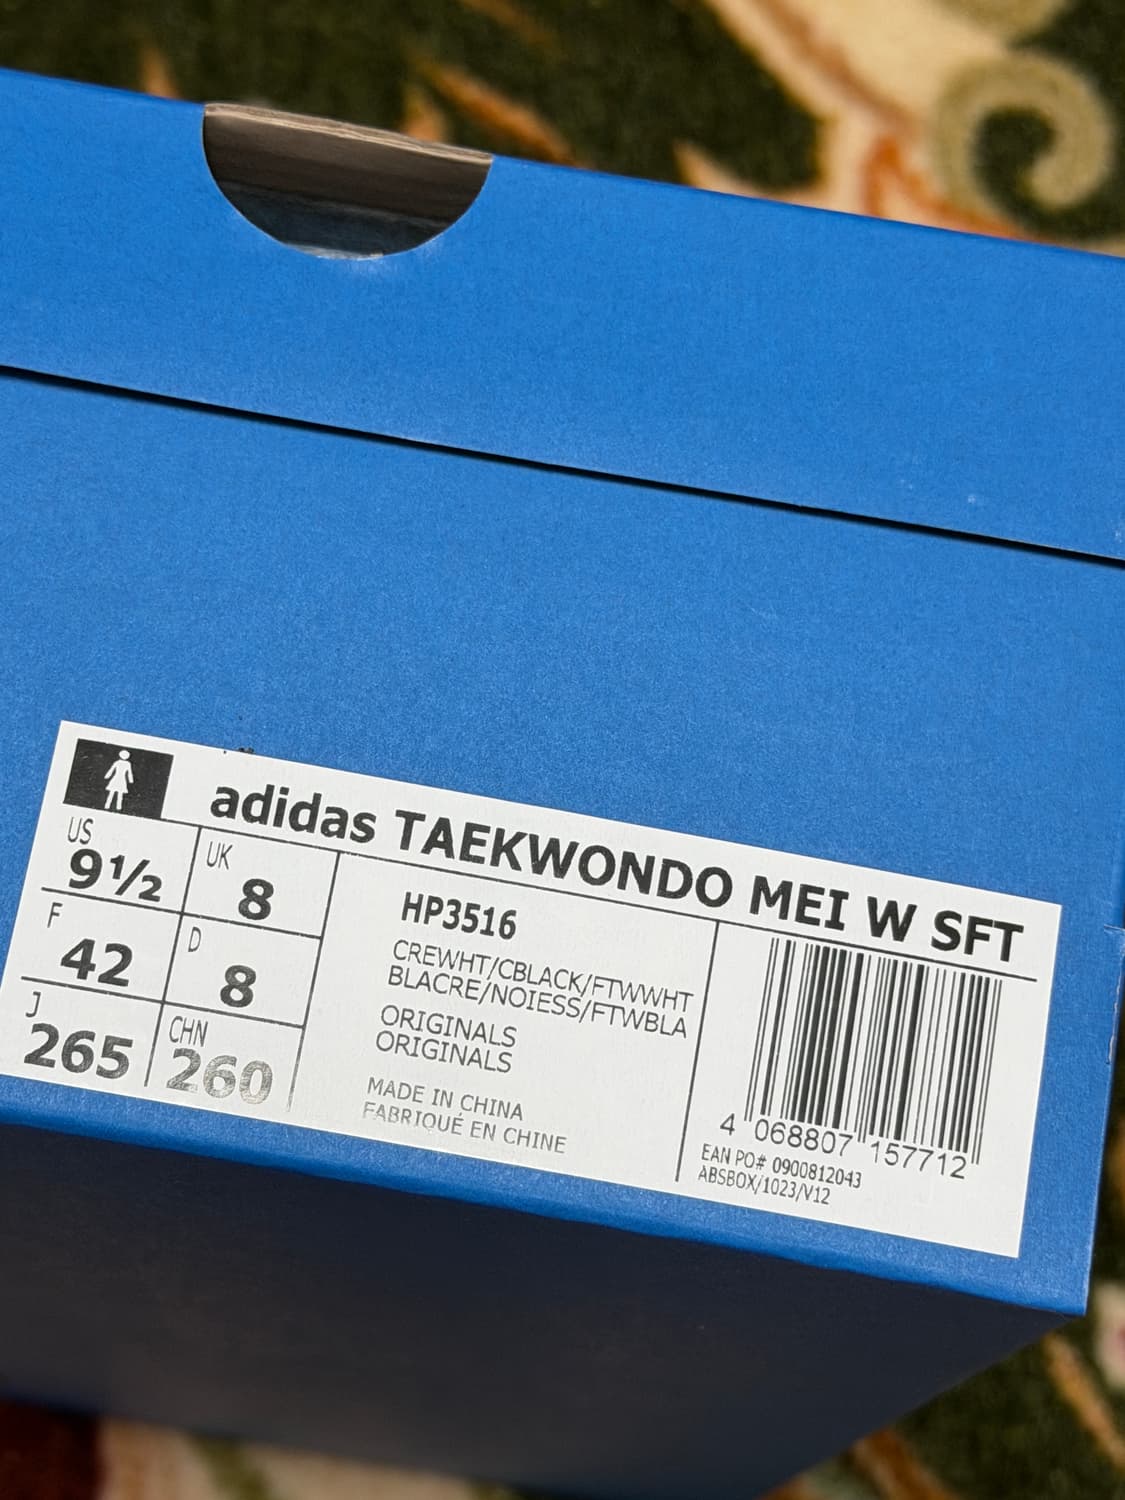 adidas TAEKWONDO MEI W SFT
US
9½
UK
8
F
42
D
8
J
265
CHN
260
HP3516
CREWHT/CBLACK/FTWWHT
BLACRE/NOIESS/FTWBLA
ORIGINALS
ORIGINALS
MADE IN CHINA
FABRIQUÉ EN CHINE
4 068807 157712
EAN PO# 0900812043
ABSBOX/1023/V12